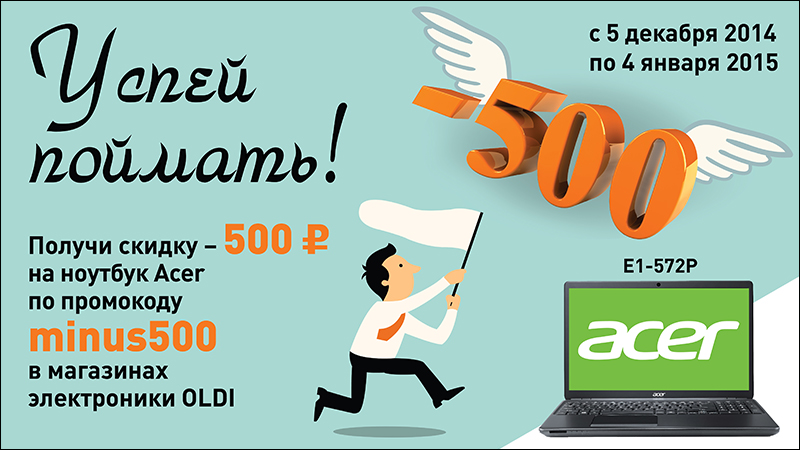 Успей
поймать!
с 5 декабря 2014
по 4 января 2015
-500
Получи скидку – 500 ₽
на ноутбук Acer
по промокоду
minus500
в магазинах
электроники OLDI
E1-572P
acer
acer